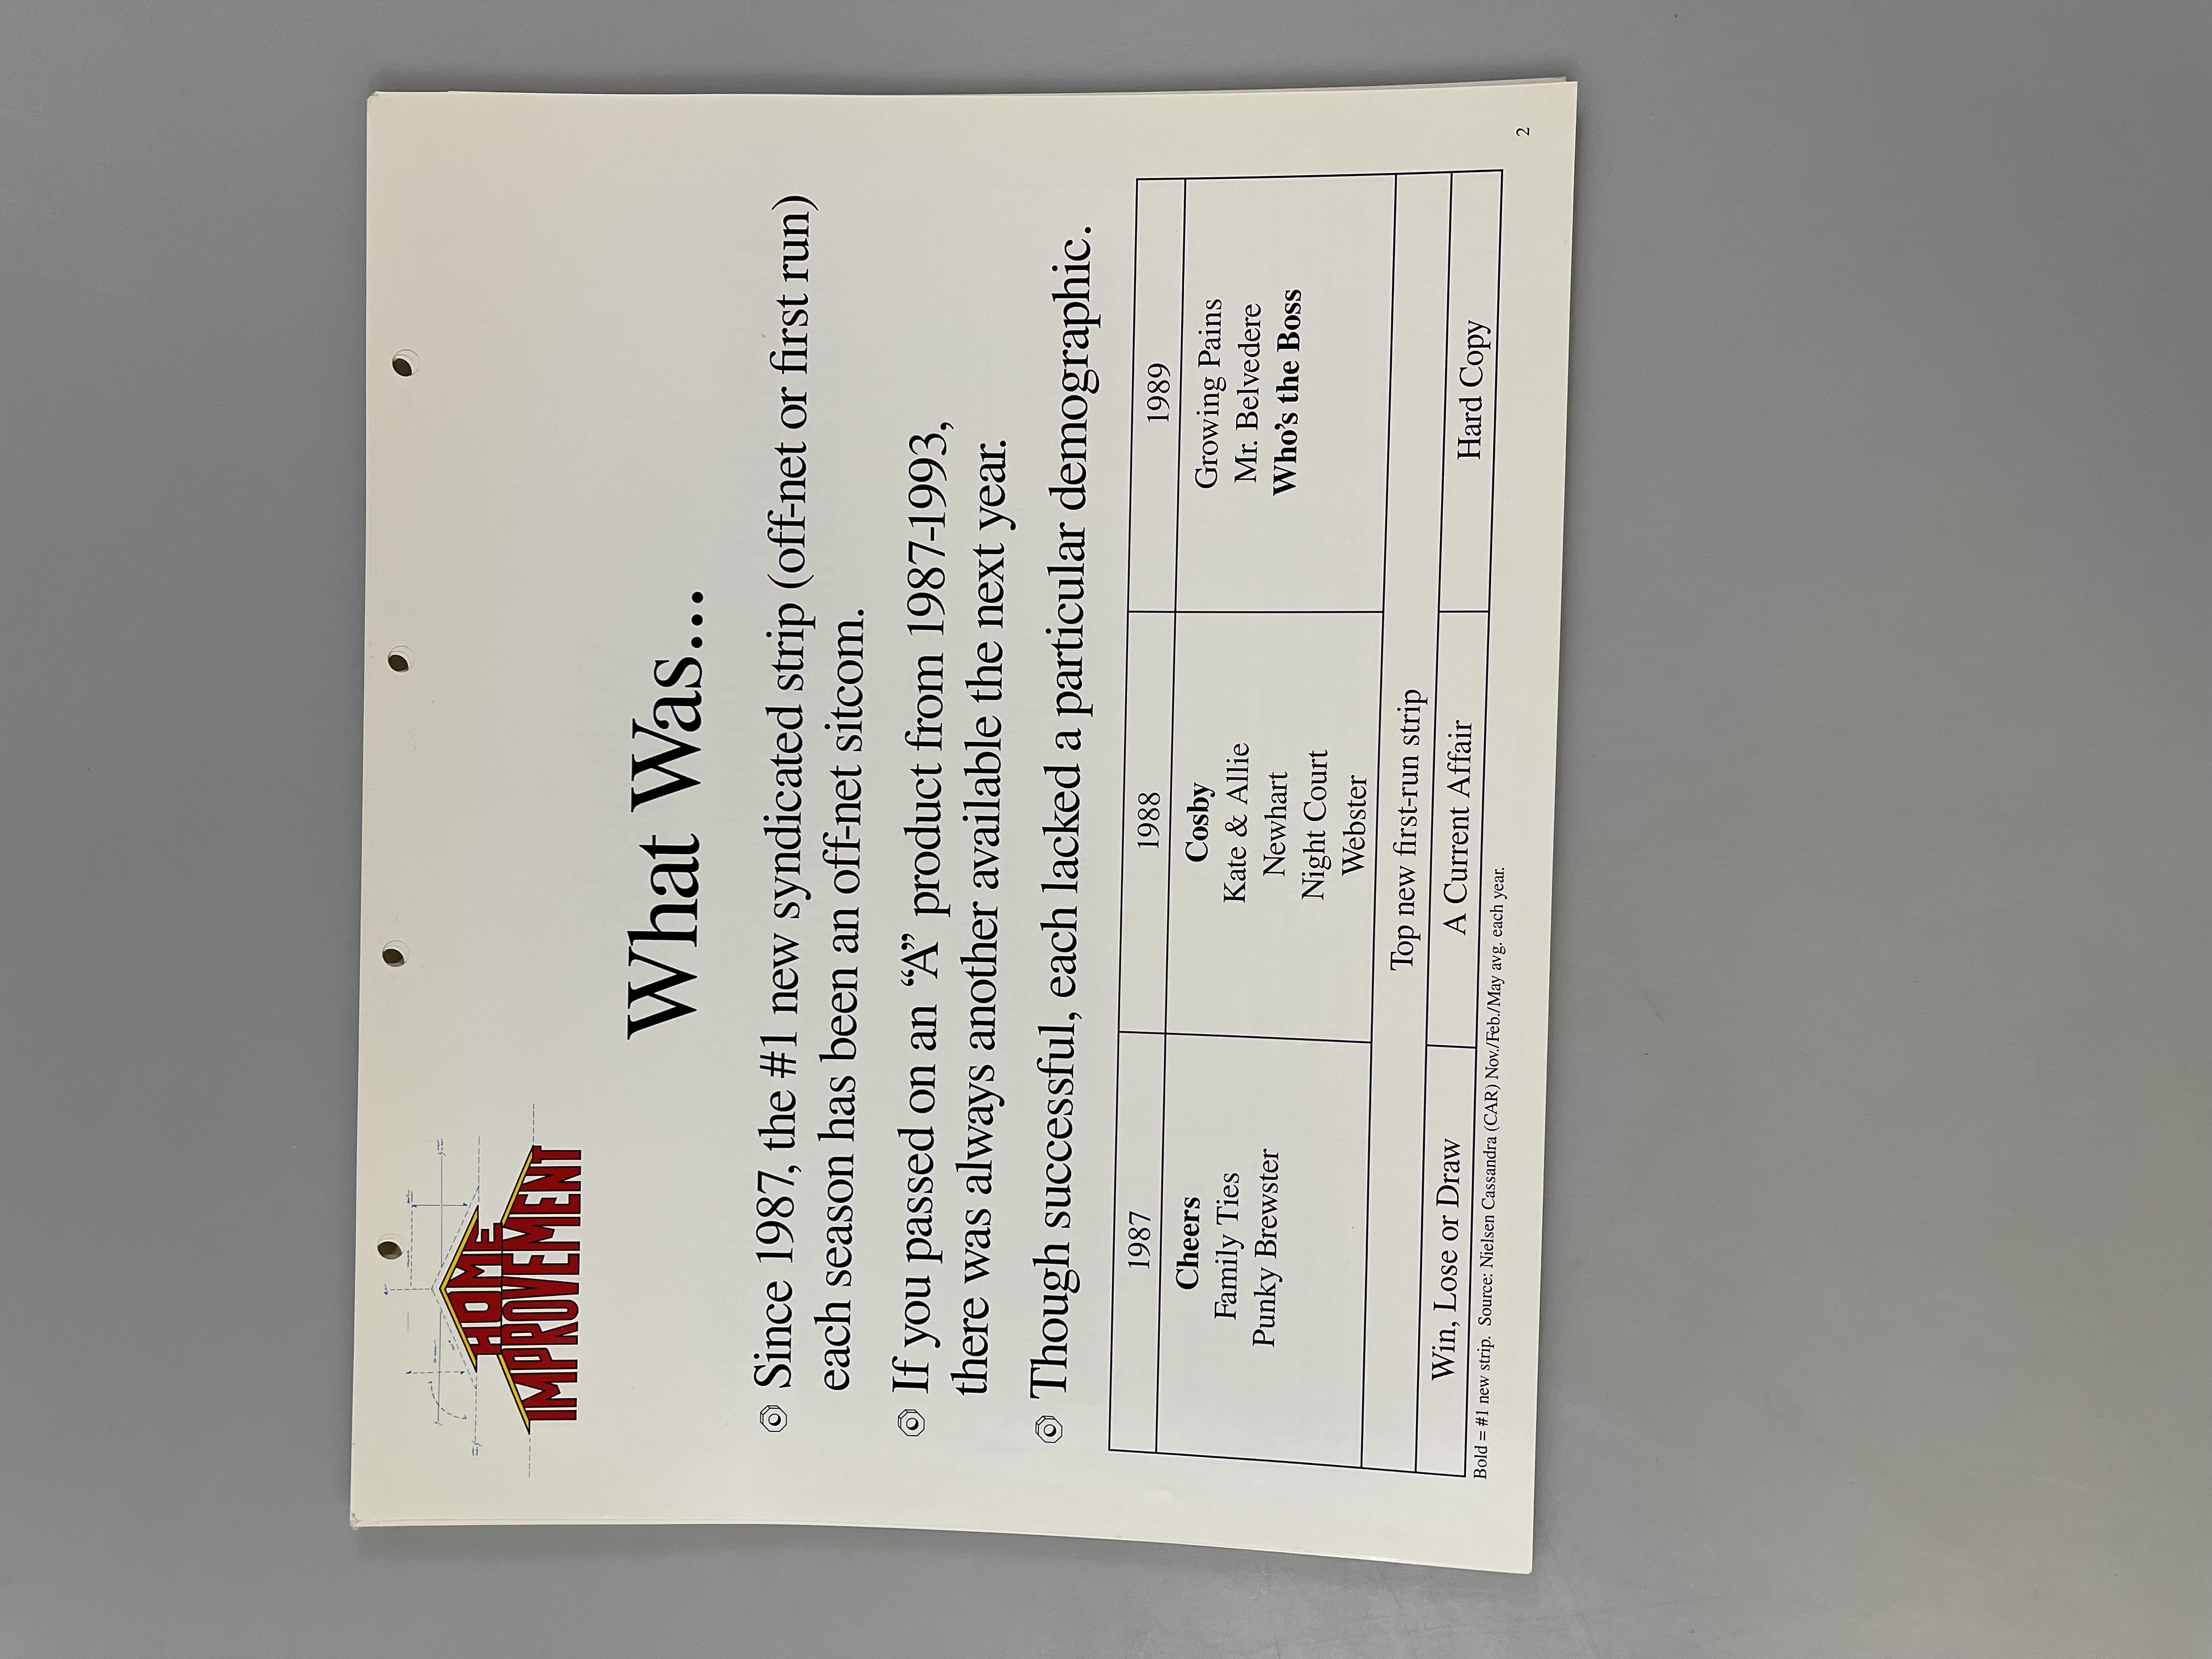 HOME
IMPROVEMENT
What Was...
Since 1987, the #1 new syndicated strip (off-net or first run)
each season has been an off-net sitcom.
If you passed on an “A” product from 1987-1993,
there was always another available the next year.
Though successful, each lacked a particular demographic.
1987 1988 1989
Cheers Cosby Growing Pains
Family Ties Kate & Allie Mr. Belvedere
Punky Brewster Newhart Who's the Boss
Night Court
Webster
Top new first-run strip
Win, Lose or Draw A Current Affair Hard Copy
Bold = #1 new strip. Source: Nielsen Cassandra (CAR) Nov./Feb./May avg. each year.
2